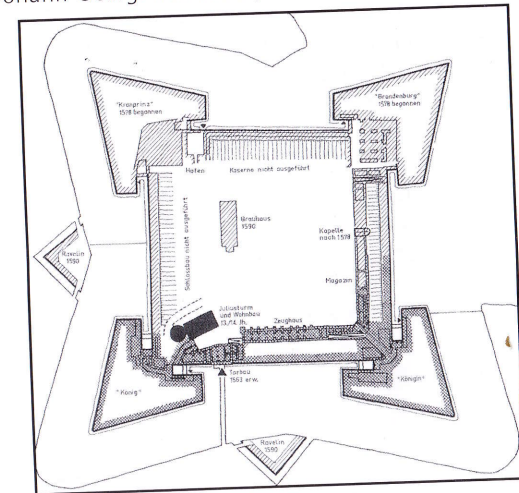 "Kronprinz"
1578 begonnen
"Brandenburg"
1578 begonnen
Hafen
Kaserne nicht ausgeführt
Schlossbau nicht ausgeführt
Brauhaus
1590
Kapelle
nach 1578
Ravelin
1590
Magazin
Juliusturm
und Wohnbau
13./14. Jh.
Zeughaus
"König"
Torbau
1593 erw.
"Königin"
Ravelin
1590